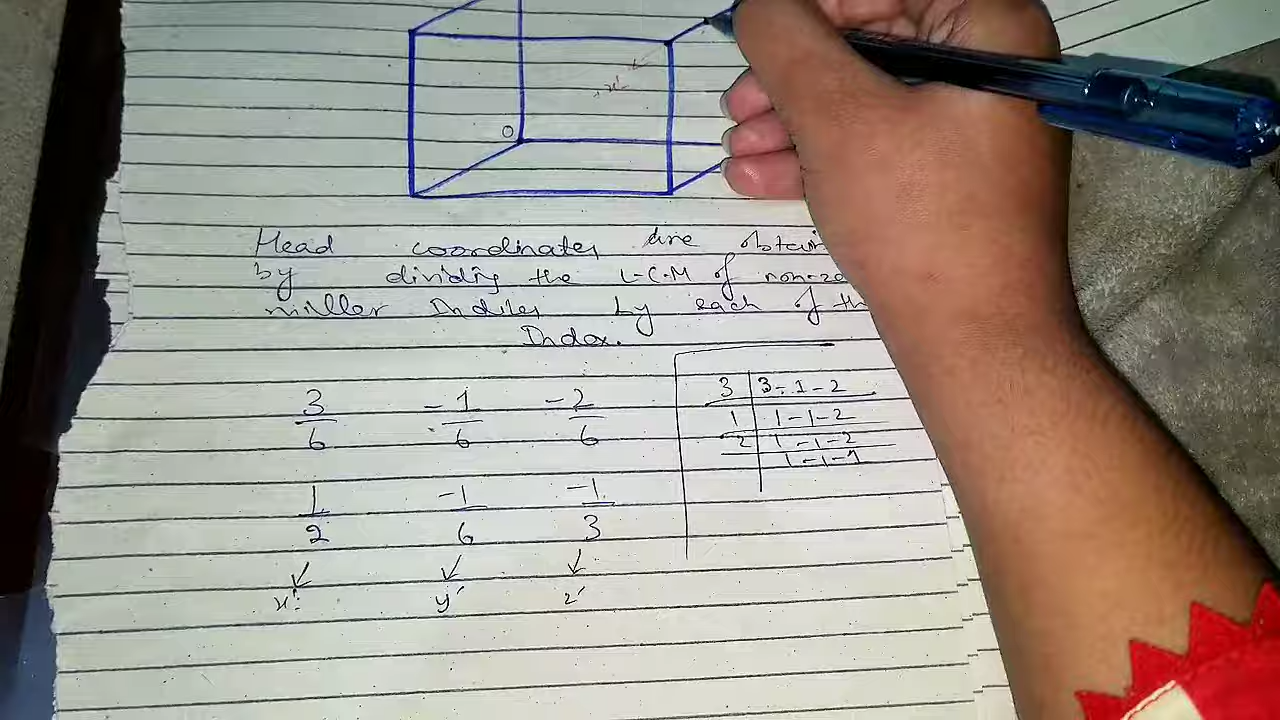 x'
O
Head coordinates are
by dividing the L-C-M of
miller Indiles by each of
Index.
3/6 -1/6 -2/6
3 | 3-1-2
1 | 1-1-2
2 | 1-1-2
1-1-1
1/2 -1/6 -1/3
x' y' z'